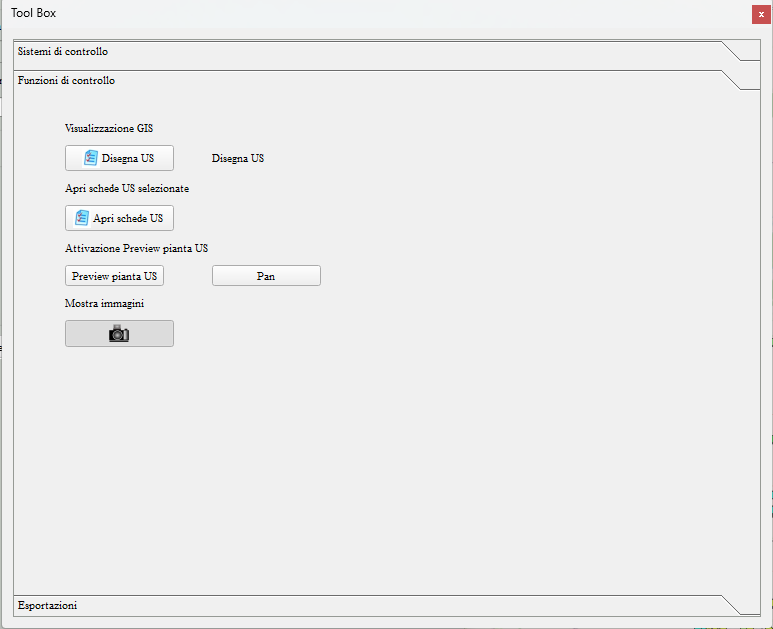 Tool Box
x
Sistemi di controllo
Funzioni di controllo
Visualizzazione GIS
Disegna US Disegna US
Apri schede US selezionate
Apri schede US
Attivazione Preview pianta US
Preview pianta US Pan
Mostra immagini
Esportazioni